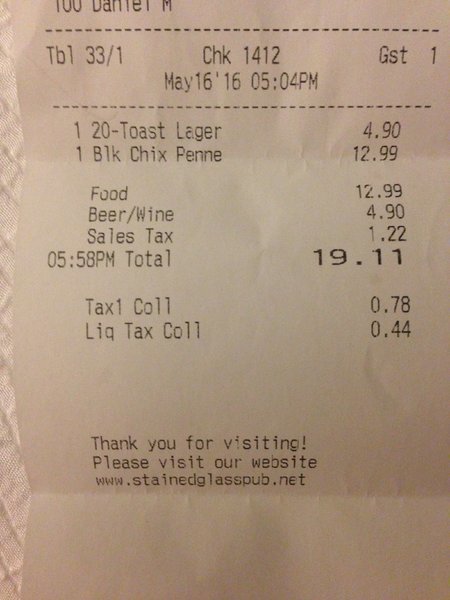 100 Daniel M
Tbl 33/1 Chk 1412 Gst 1
May16'16 05:04PM
1 20-Toast Lager 4.90
1 Blk Chix Penne 12.99
Food 12.99
Beer/Wine 4.90
Sales Tax 1.22
05:58PM Total 19.11
Tax1 Coll 0.78
Liq Tax Coll 0.44
Thank you for visiting!
Please visit our website
www.stainedglasspub.net